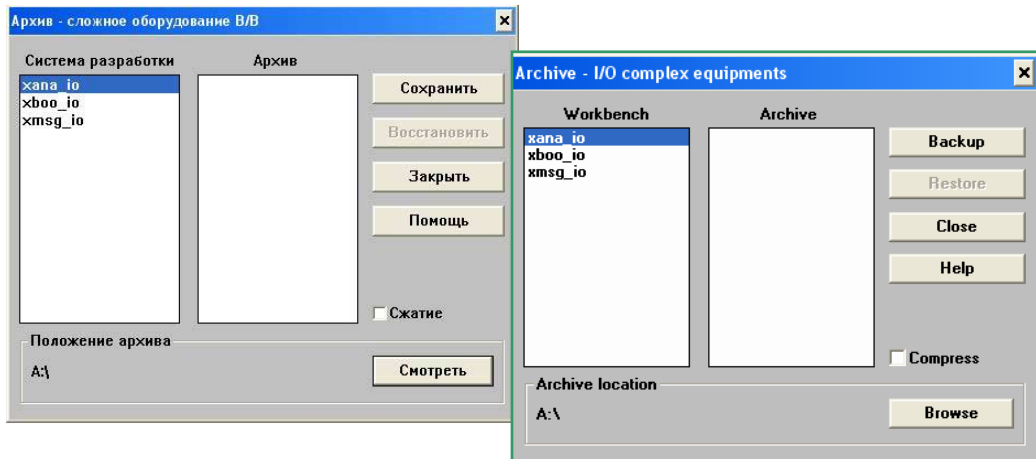 Архив - сложное оборудование В/В
Система разработки
Архив
xana_io
xboo_io
xmsg_io
Сохранить
Восстановить
Закрыть
Помощь
Сжатие
Положение архива
A:\
Смотреть
Archive - I/O complex equipments
Workbench
Archive
xana_io
xboo_io
xmsg_io
Backup
Restore
Close
Help
Compress
Archive location
A:\
Browse